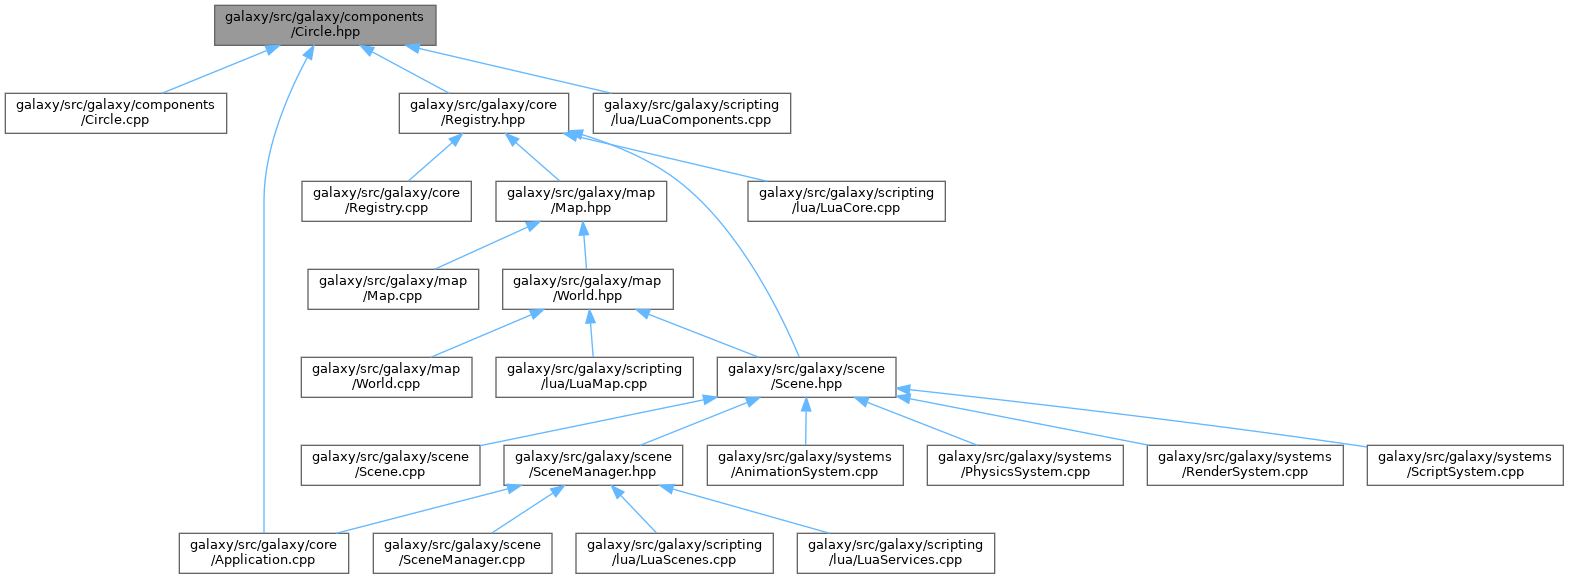 galaxy/src/galaxy/components
/Circle.hpp
galaxy/src/galaxy/components
/Circle.cpp
galaxy/src/galaxy/core
/Registry.hpp
galaxy/src/galaxy/scripting
/lua/LuaComponents.cpp
galaxy/src/galaxy/core
/Registry.cpp
galaxy/src/galaxy/map
/Map.hpp
galaxy/src/galaxy/scripting
/lua/LuaCore.cpp
galaxy/src/galaxy/map
/Map.cpp
galaxy/src/galaxy/map
/World.hpp
galaxy/src/galaxy/map
/World.cpp
galaxy/src/galaxy/scripting
/lua/LuaMap.cpp
galaxy/src/galaxy/scene
/Scene.hpp
galaxy/src/galaxy/scene
/Scene.cpp
galaxy/src/galaxy/scene
/SceneManager.hpp
galaxy/src/galaxy/systems
/AnimationSystem.cpp
galaxy/src/galaxy/systems
/PhysicsSystem.cpp
galaxy/src/galaxy/systems
/RenderSystem.cpp
galaxy/src/galaxy/systems
/ScriptSystem.cpp
galaxy/src/galaxy/core
/Application.cpp
galaxy/src/galaxy/scene
/SceneManager.cpp
galaxy/src/galaxy/scripting
/lua/LuaScenes.cpp
galaxy/src/galaxy/scripting
/lua/LuaServices.cpp